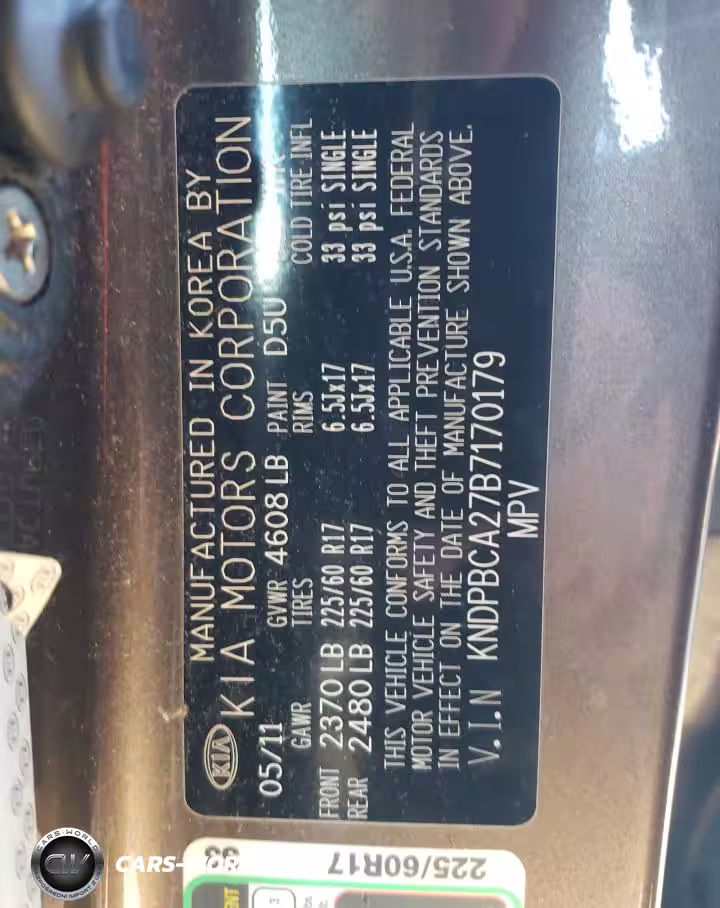 MANUFACTURED IN KOREA BY
KIA KIA MOTORS CORPORATION
05/11 GVWR 4608 LB PAINT D5U
GAWR TIRES RIMS COLD TIRE INFL
FRONT 2370 LB 225/60 R17 6.5Jx17 33 psi SINGLE
REAR 2480 LB 225/60 R17 6.5Jx17 33 psi SINGLE
THIS VEHICLE CONFORMS TO ALL APPLICABLE U.S.A. FEDERAL
MOTOR VEHICLE SAFETY AND THEFT PREVENTION STANDARDS
IN EFFECT ON THE DATE OF MANUFACTURE SHOWN ABOVE.
V.I.N KNDPBCA27B7170179
MPV
225/60R17
CARS-WORLD
CW